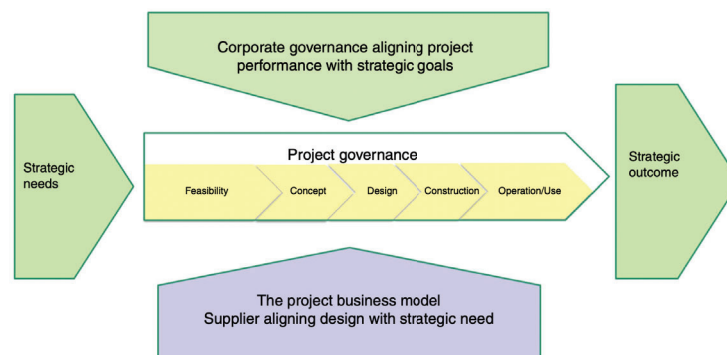 Corporate governance aligning project
performance with strategic goals
Strategic
needs
Project governance
Feasibility
Concept
Design
Construction
Operation/Use
Strategic
outcome
The project business model
Supplier aligning design with strategic need